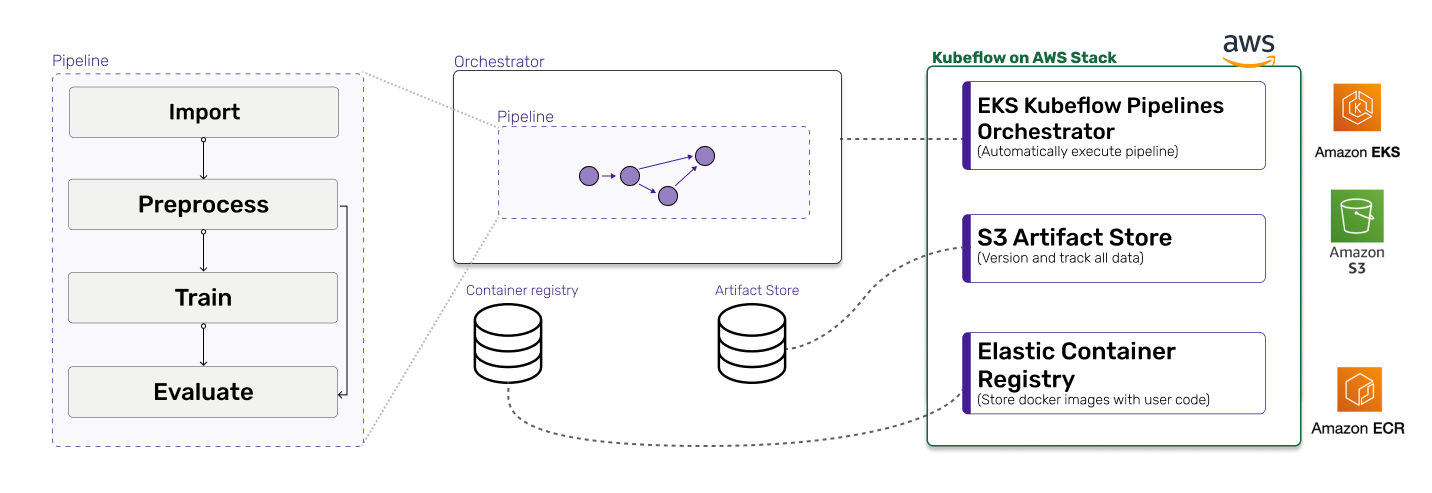 Pipeline
Import
Preprocess
Train
Evaluate
Orchestrator
Pipeline
Container registry
Artifact Store
Kubeflow on AWS Stack
aws
EKS Kubeflow Pipelines
Orchestrator
(Automatically execute pipeline)
S3 Artifact Store
(Version and track all data)
Elastic Container
Registry
(Store docker images with user code)
K
Amazon EKS
Amazon
S3
Amazon ECR